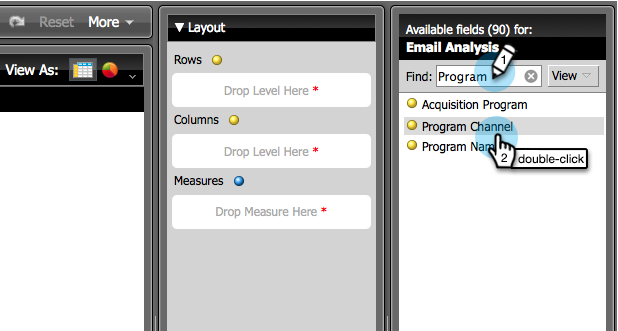 Reset More
View As:
Layout
Rows
Drop Level Here *
Columns
Drop Level Here *
Measures
Drop Measure Here *
Available fields (90) for:
Email Analysis
1
Find: Program View
Acquisition Program
Program Channel
Program Nam
2 double-click